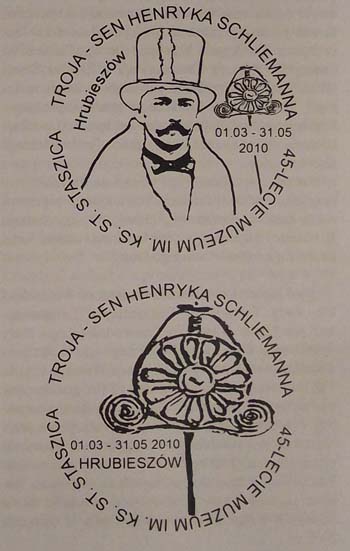 TROJA - SEN HENRYKA SCHLIEMANNA
45-LECIE MUZEUM IM. KS. ST. STASZICA
Hrubieszów
01.03 - 31.05
2010
TROJA - SEN HENRYKA SCHLIEMANNA
45-LECIE MUZEUM IM. KS. ST. STASZICA
01.03 - 31.05 2010
HRUBIESZÓW